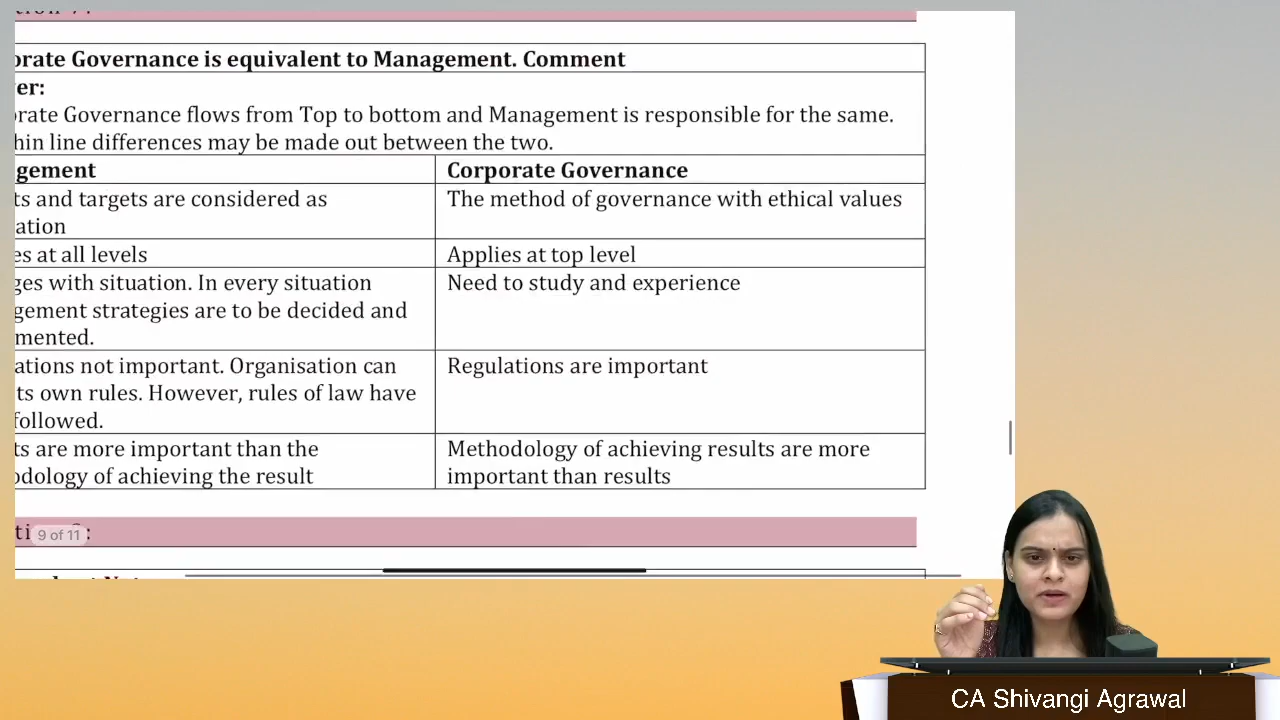 orate Governance is equivalent to Management. Comment
er:
orate Governance flows from Top to bottom and Management is responsible for the same.
hin line differences may be made out between the two.
gement
Corporate Governance
ts and targets are considered as
ation
The method of governance with ethical values
es at all levels
Applies at top level
ges with situation. In every situation
gement strategies are to be decided and
mented.
Need to study and experience
ations not important. Organisation can
ts own rules. However, rules of law have
followed.
Regulations are important
ts are more important than the
odology of achieving the result
Methodology of achieving results are more
important than results
9 of 11
CA Shivangi Agrawal